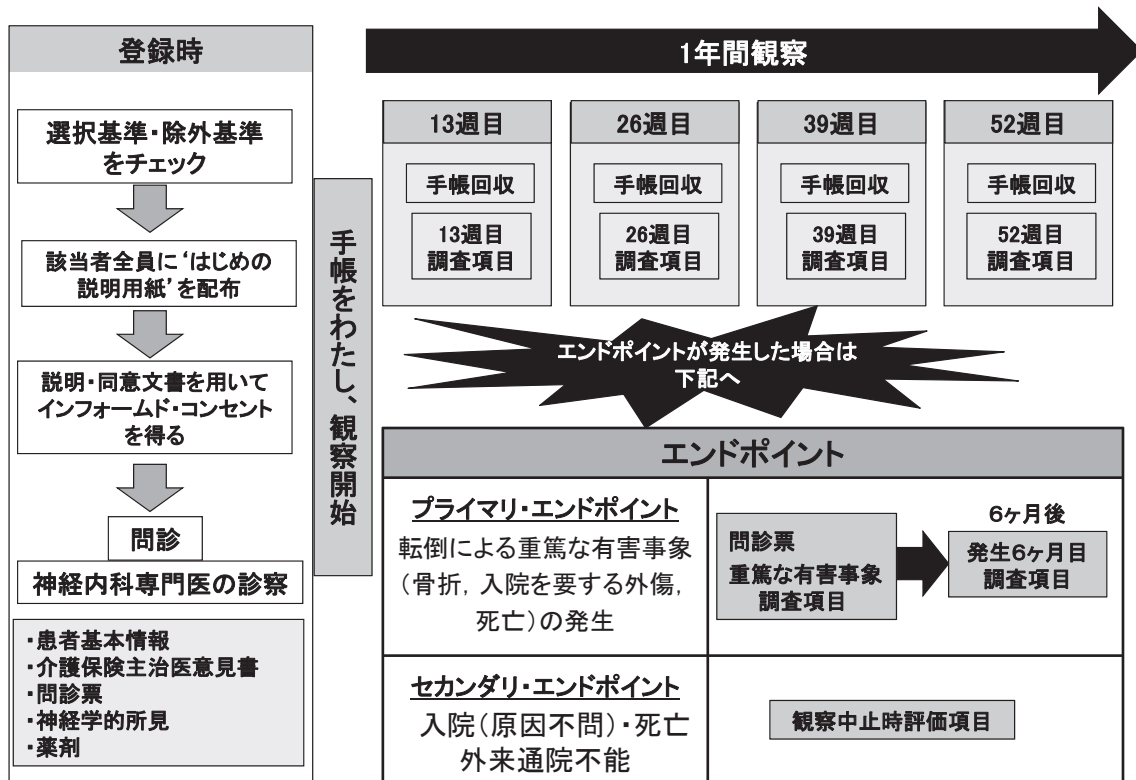 登録時
選択基準・除外基準
をチェック
該当者全員に‘はじめの
説明用紙’を配布
説明・同意文書を用いて
インフォームド・コンセント
を得る
問診
神経内科専門医の診察
・患者基本情報
・介護保険主治医意見書
・問診票
・神経学的所見
・薬剤
手帳をわたし、観察開始
1年間観察
13週目
手帳回収
13週目
調査項目
26週目
手帳回収
26週目
調査項目
39週目
手帳回収
39週目
調査項目
52週目
手帳回収
52週目
調査項目
エンドポイントが発生した場合は
下記へ
エンドポイント
プライマリ・エンドポイント
転倒による重篤な有害事象
(骨折, 入院を要する外傷,
死亡)の発生
問診票
重篤な有害事象
調査項目
6ヶ月後
発生6ヶ月目
調査項目
セカンダリ・エンドポイント
入院(原因不問)・死亡
外来通院不能
観察中止時評価項目